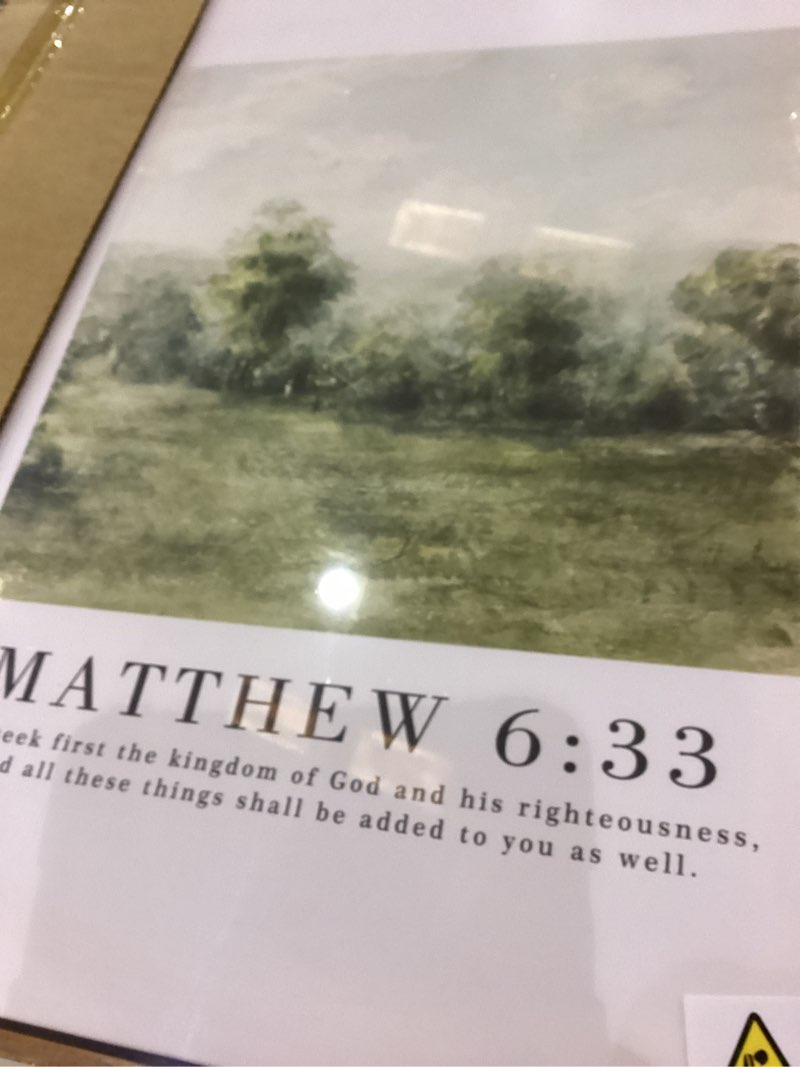 MATTHEW 6:33
eek first the kingdom of God and his righteousness,
d all these things shall be added to you as well.